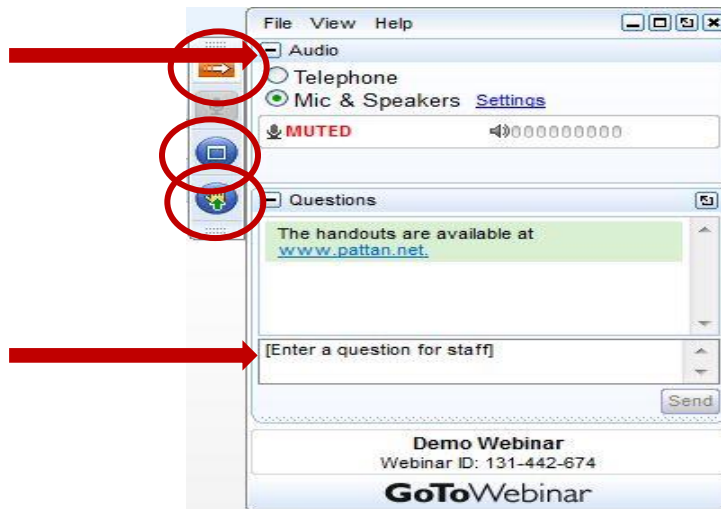 File View Help
Audio
Telephone
Mic & Speakers Settings
MUTED 000000000
Questions
The handouts are available at
www.pattan.net.
[Enter a question for staff]
Send
Demo Webinar
Webinar ID: 131-442-674
GoToWebinar